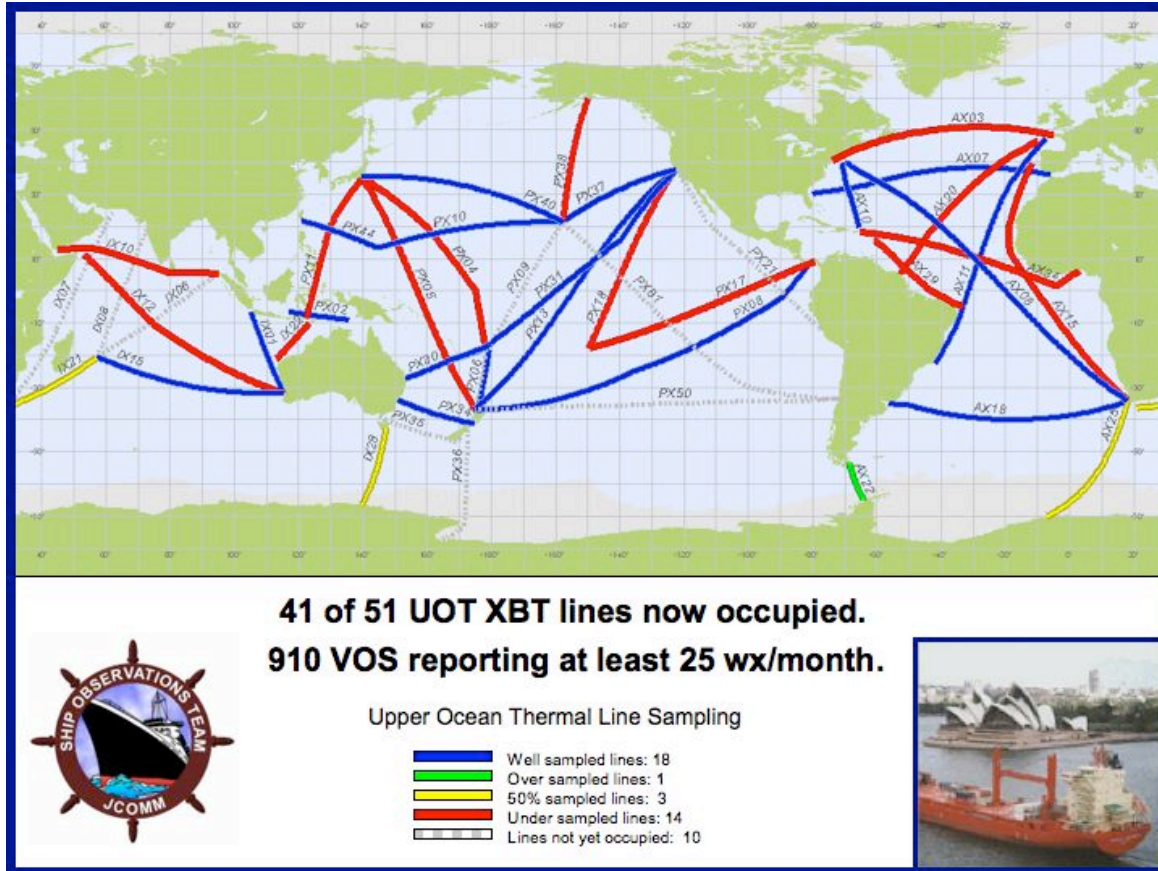 AX03
AX07
PX38
PX37
AX20
PX40
PX10
AX10
PX44
IX10
PX04
AX34
PX11
PX09
PX31
PX21
AX29
AX11
IX07
IX06
PX05
PX17
AX08
IX08
IX12
PX02
PX18
PX08
AX15
IX01
IX22
PX13
IX21
IX15
PX30
PX06
PX50
PX34
PX35
AX18
AX25
IX28
PX36
AX22
41 of 51 UOT XBT lines now occupied.
910 VOS reporting at least 25 wx/month.
Upper Ocean Thermal Line Sampling
SHIP OBSERVATIONS TEAM
JCOMM
Well sampled lines: 18
Over sampled lines: 1
50% sampled lines: 3
Under sampled lines: 14
Lines not yet occupied: 10